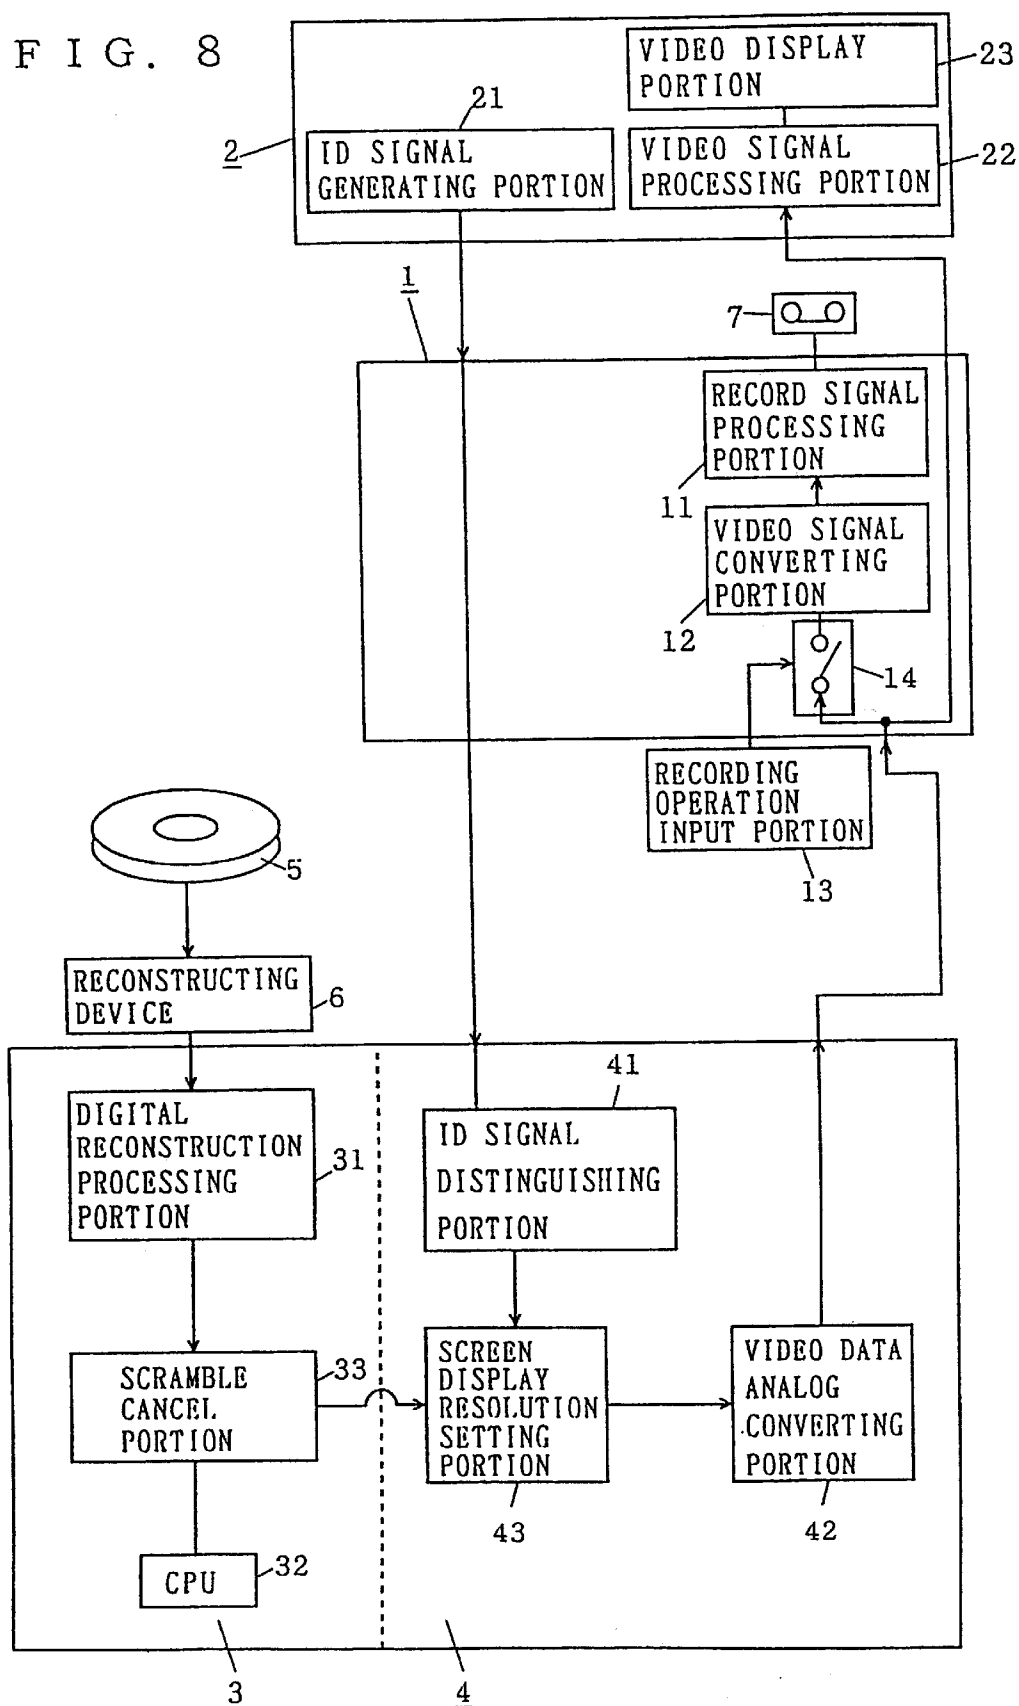 FIG. 8
VIDEO DISPLAY
PORTION
23
21
2
ID SIGNAL
GENERATING PORTION
VIDEO SIGNAL
PROCESSING PORTION
22
1
7
RECORD SIGNAL
PROCESSING
PORTION
11
VIDEO SIGNAL
CONVERTING
PORTION
12
14
RECORDING
OPERATION
INPUT PORTION
13
5
RECONSTRUCTING
DEVICE
6
41
DIGITAL
RECONSTRUCTION
PROCESSING
PORTION
31
ID SIGNAL
DISTINGUISHING
PORTION
SCRAMBLE
CANCEL
PORTION
33
SCREEN
DISPLAY
RESOLUTION
SETTING
PORTION
43
VIDEO DATA
ANALOG
CONVERTING
PORTION
42
CPU
32
3
4